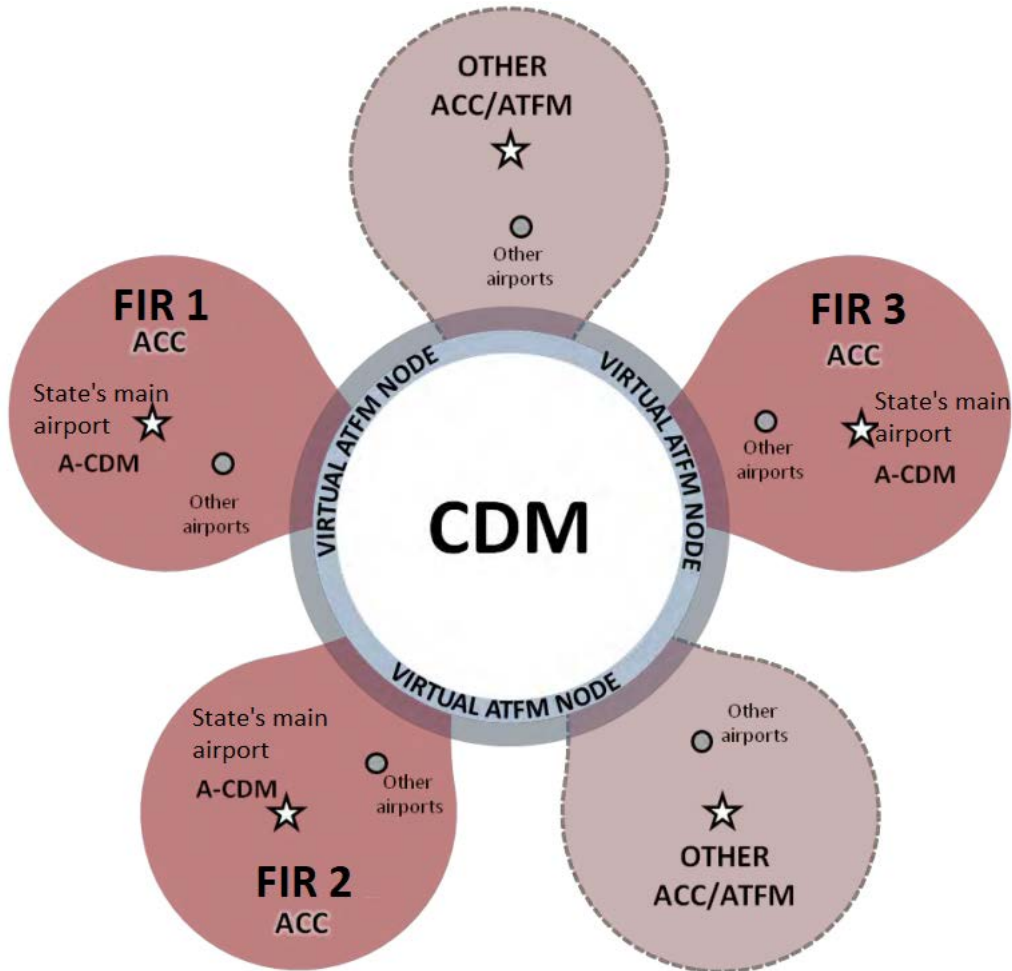 OTHER
ACC/ATFM
Other
airports
FIR 1
ACC
State's main
airport
A-CDM
Other
airports
FIR 3
ACC
State's main
airport
A-CDM
Other
airports
VIRTUAL ATFM NODE
VIRTUAL ATFM NODE
CDM
VIRTUAL ATFM NODE
State's main
airport
A-CDM
Other
airports
FIR 2
ACC
Other
airports
OTHER
ACC/ATFM